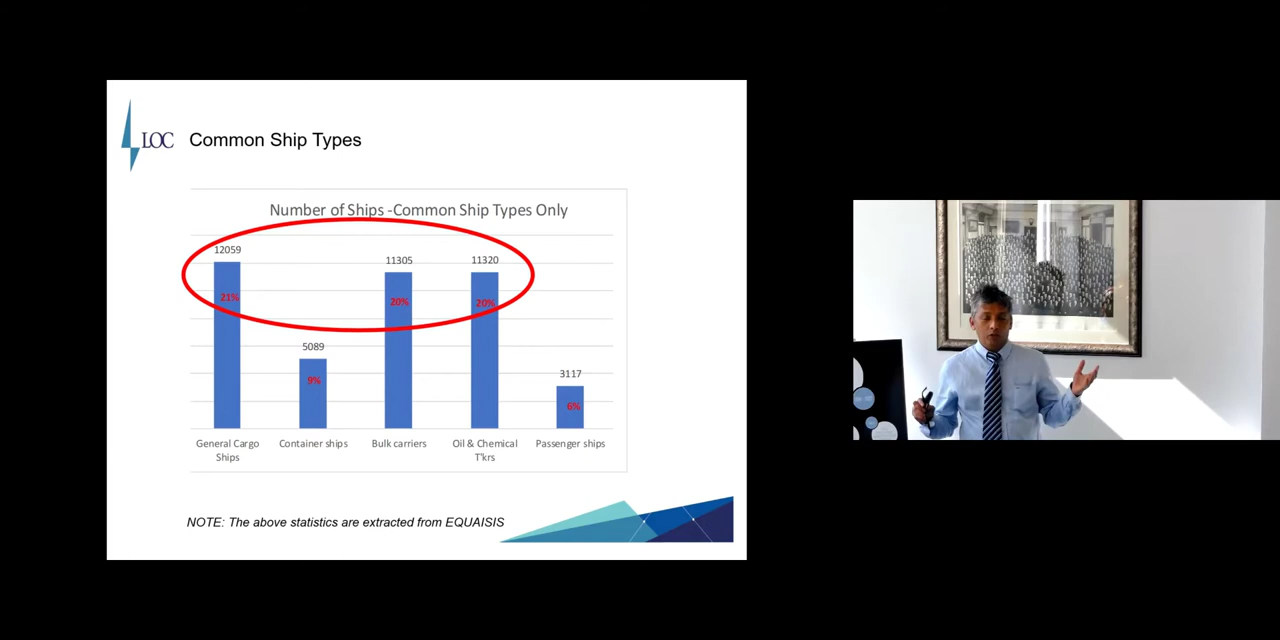 LOC
Common Ship Types
Number of Ships -Common Ship Types Only
12059
11305
11320
21%
20%
20%
5089
9%
3117
6%
General Cargo Ships
Container ships
Bulk carriers
Oil & Chemical T'krs
Passenger ships
NOTE: The above statistics are extracted from EQUAISIS